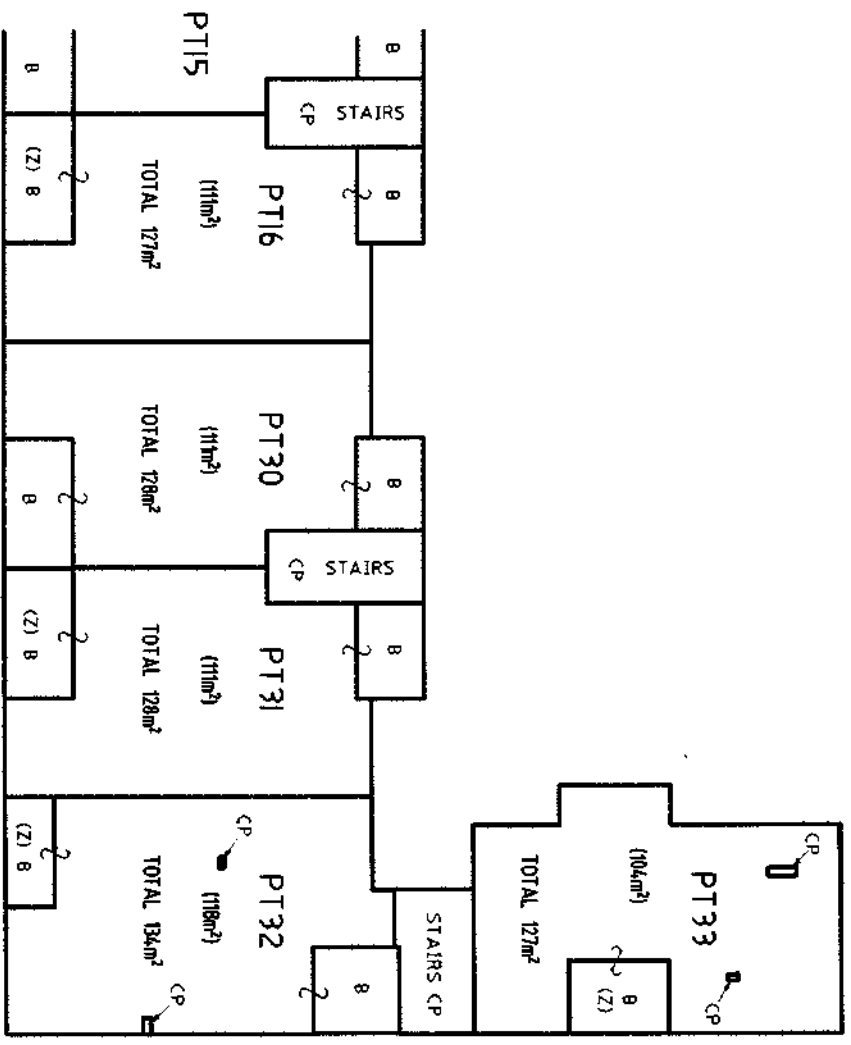 PT15
B
B
STAIRS
CP
(Z) B
B
PT16
(111m²)
TOTAL 127m²
PT30
(111m²)
TOTAL 128m²
B
B
STAIRS
CP
(Z) B
B
PT31
(111m²)
TOTAL 128m²
(Z) B
CP
PT32
(118m²)
TOTAL 134m²
CP
B
STAIRS CP
PT33
(104m²)
TOTAL 127m²
CP
CP
B
(Z)